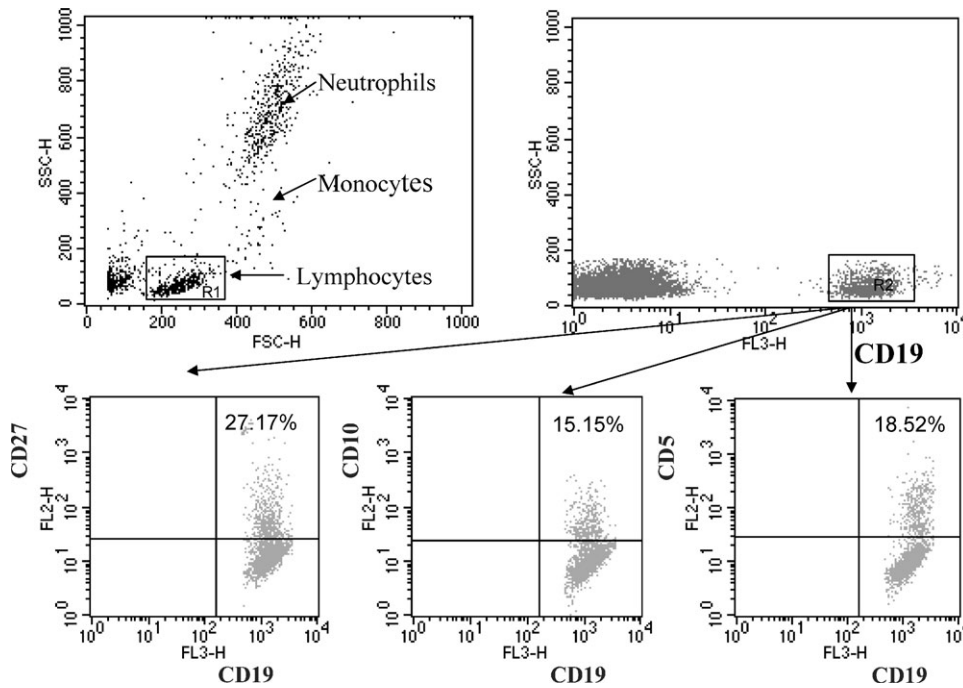 1000
800
600
400
200
0
SSC-H
Neutrophils
Monocytes
Lymphocytes
R1
0 200 400 600 800 1000
FSC-H
1000
800
600
400
200
0
SSC-H
R2
10^0 10^1 10^2 10^3 10^4
FL3-H
CD19
CD27
FL2-H
10^4
10^3
10^2
10^1
10^0
27.17%
10^0 10^1 10^2 10^3 10^4
FL3-H
CD19
CD10
FL2-H
10^4
10^3
10^2
10^1
10^0
15.15%
10^0 10^1 10^2 10^3 10^4
FL3-H
CD19
CD5
FL2-H
10^4
10^3
10^2
10^1
10^0
18.52%
10^0 10^1 10^2 10^3 10^4
FL3-H
CD19